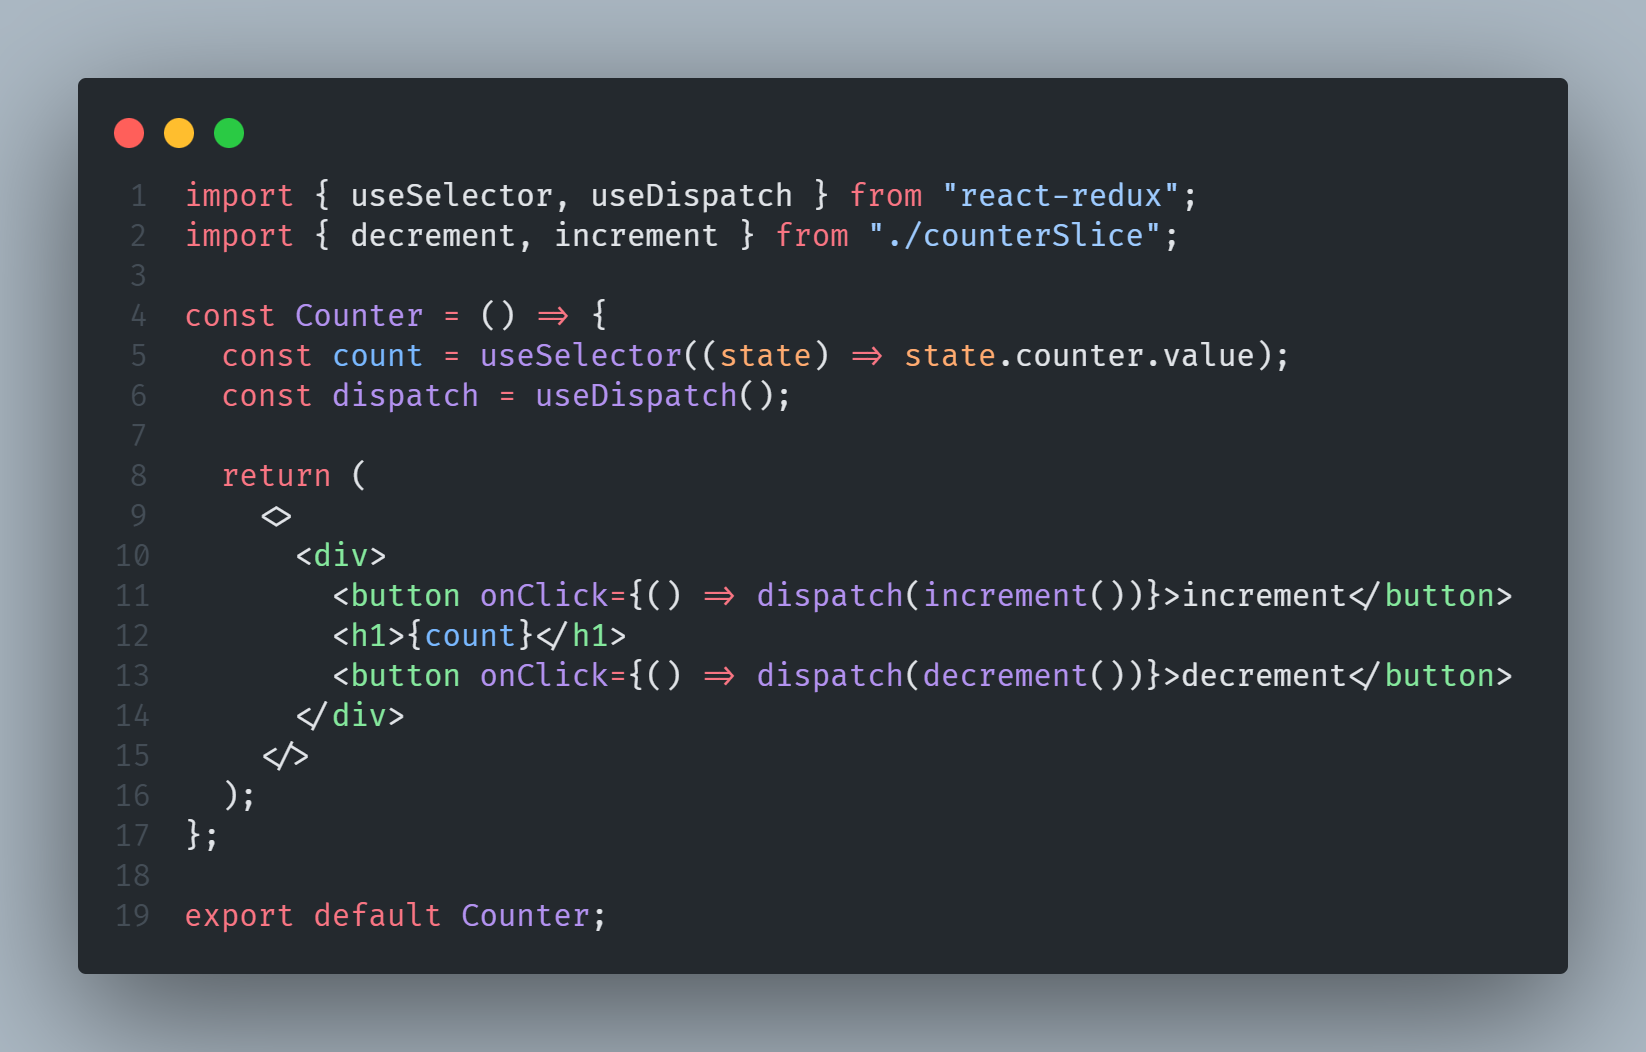 1 import { useSelector, useDispatch } from "react-redux";
2 import { decrement, increment } from "./counterSlice";
3
4 const Counter = () => {
5   const count = useSelector((state) => state.counter.value);
6   const dispatch = useDispatch();
7
8   return (
9     <>
10       <div>
11         <button onClick={() => dispatch(increment())}>increment</button>
12         <h1>{count}</h1>
13         <button onClick={() => dispatch(decrement())}>decrement</button>
14       </div>
15     </>
16   );
17 };
18
19 export default Counter;